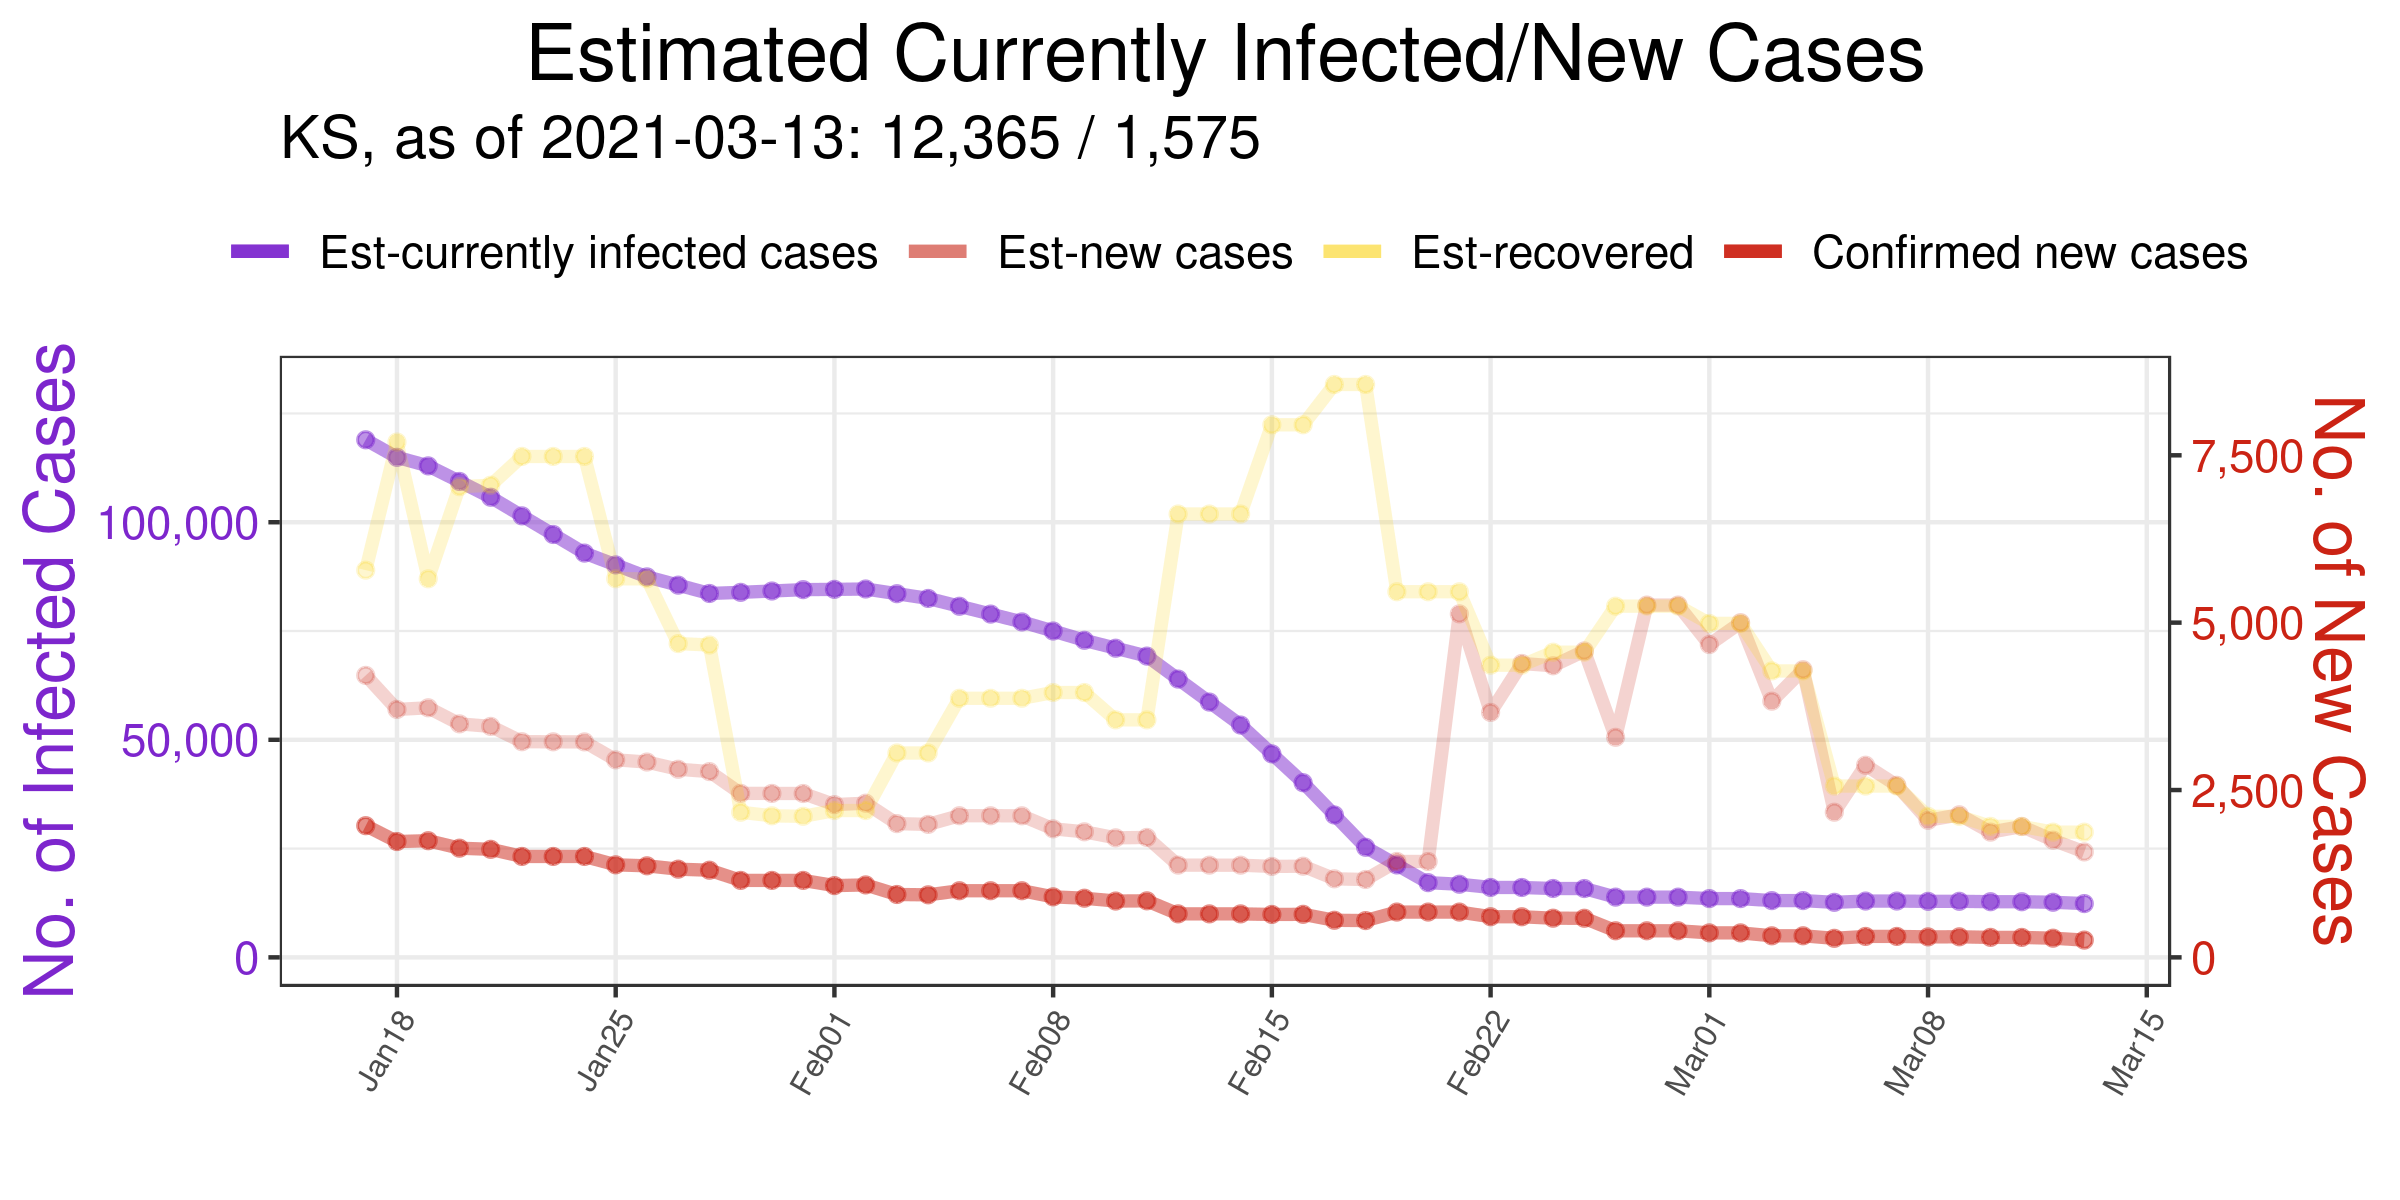 Estimated Currently Infected/New Cases
KS, as of 2021-03-13: 12,365 / 1,575
Est-currently infected cases Est-new cases Est-recovered Confirmed new cases
No. of Infected Cases
100,000
50,000
0
7,500
5,000
2,500
0
No. of New Cases
Jan18 Jan25 Feb01 Feb08 Feb15 Feb22 Mar01 Mar08 Mar15